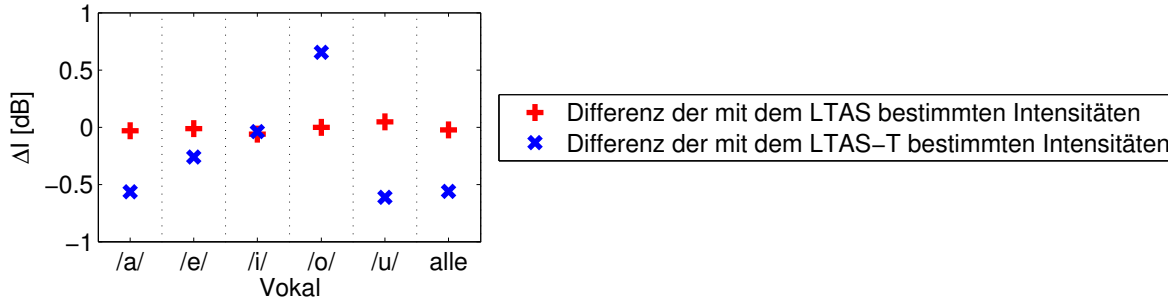 1
0.5
0
−0.5
−1
ΔI [dB]
/a/ /e/ /i/ /o/ /u/ alle
Vokal
Differenz der mit dem LTAS bestimmten Intensitäten
Differenz der mit dem LTAS−T bestimmten Intensitäten